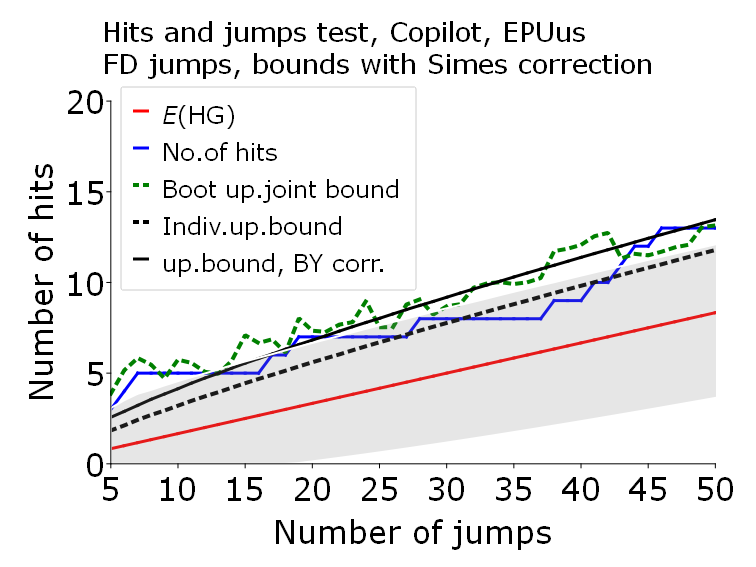 Hits and jumps test, Copilot, EPUus
FD jumps, bounds with Simes correction
Number of hits
20
15
10
5
0
E(HG)
No.of hits
Boot up.joint bound
Indiv.up.bound
up.bound, BY corr.
5 10 15 20 25 30 35 40 45 50
Number of jumps